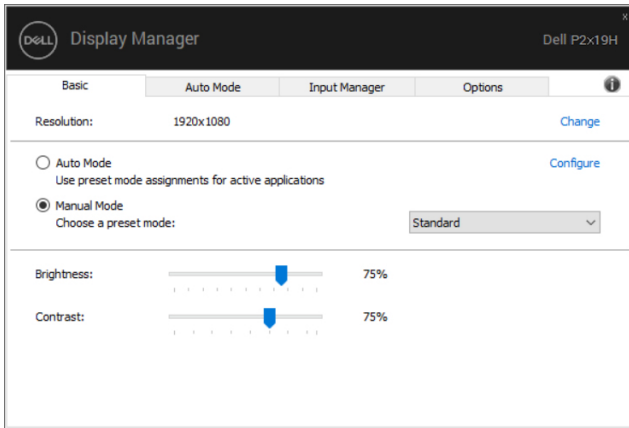 x
DELL Display Manager Dell P2x19H
Basic Auto Mode Input Manager Options i
Resolution: 1920x1080 Change
Auto Mode Configure
Use preset mode assignments for active applications
Manual Mode
Choose a preset mode: Standard
Brightness: 75%
Contrast: 75%